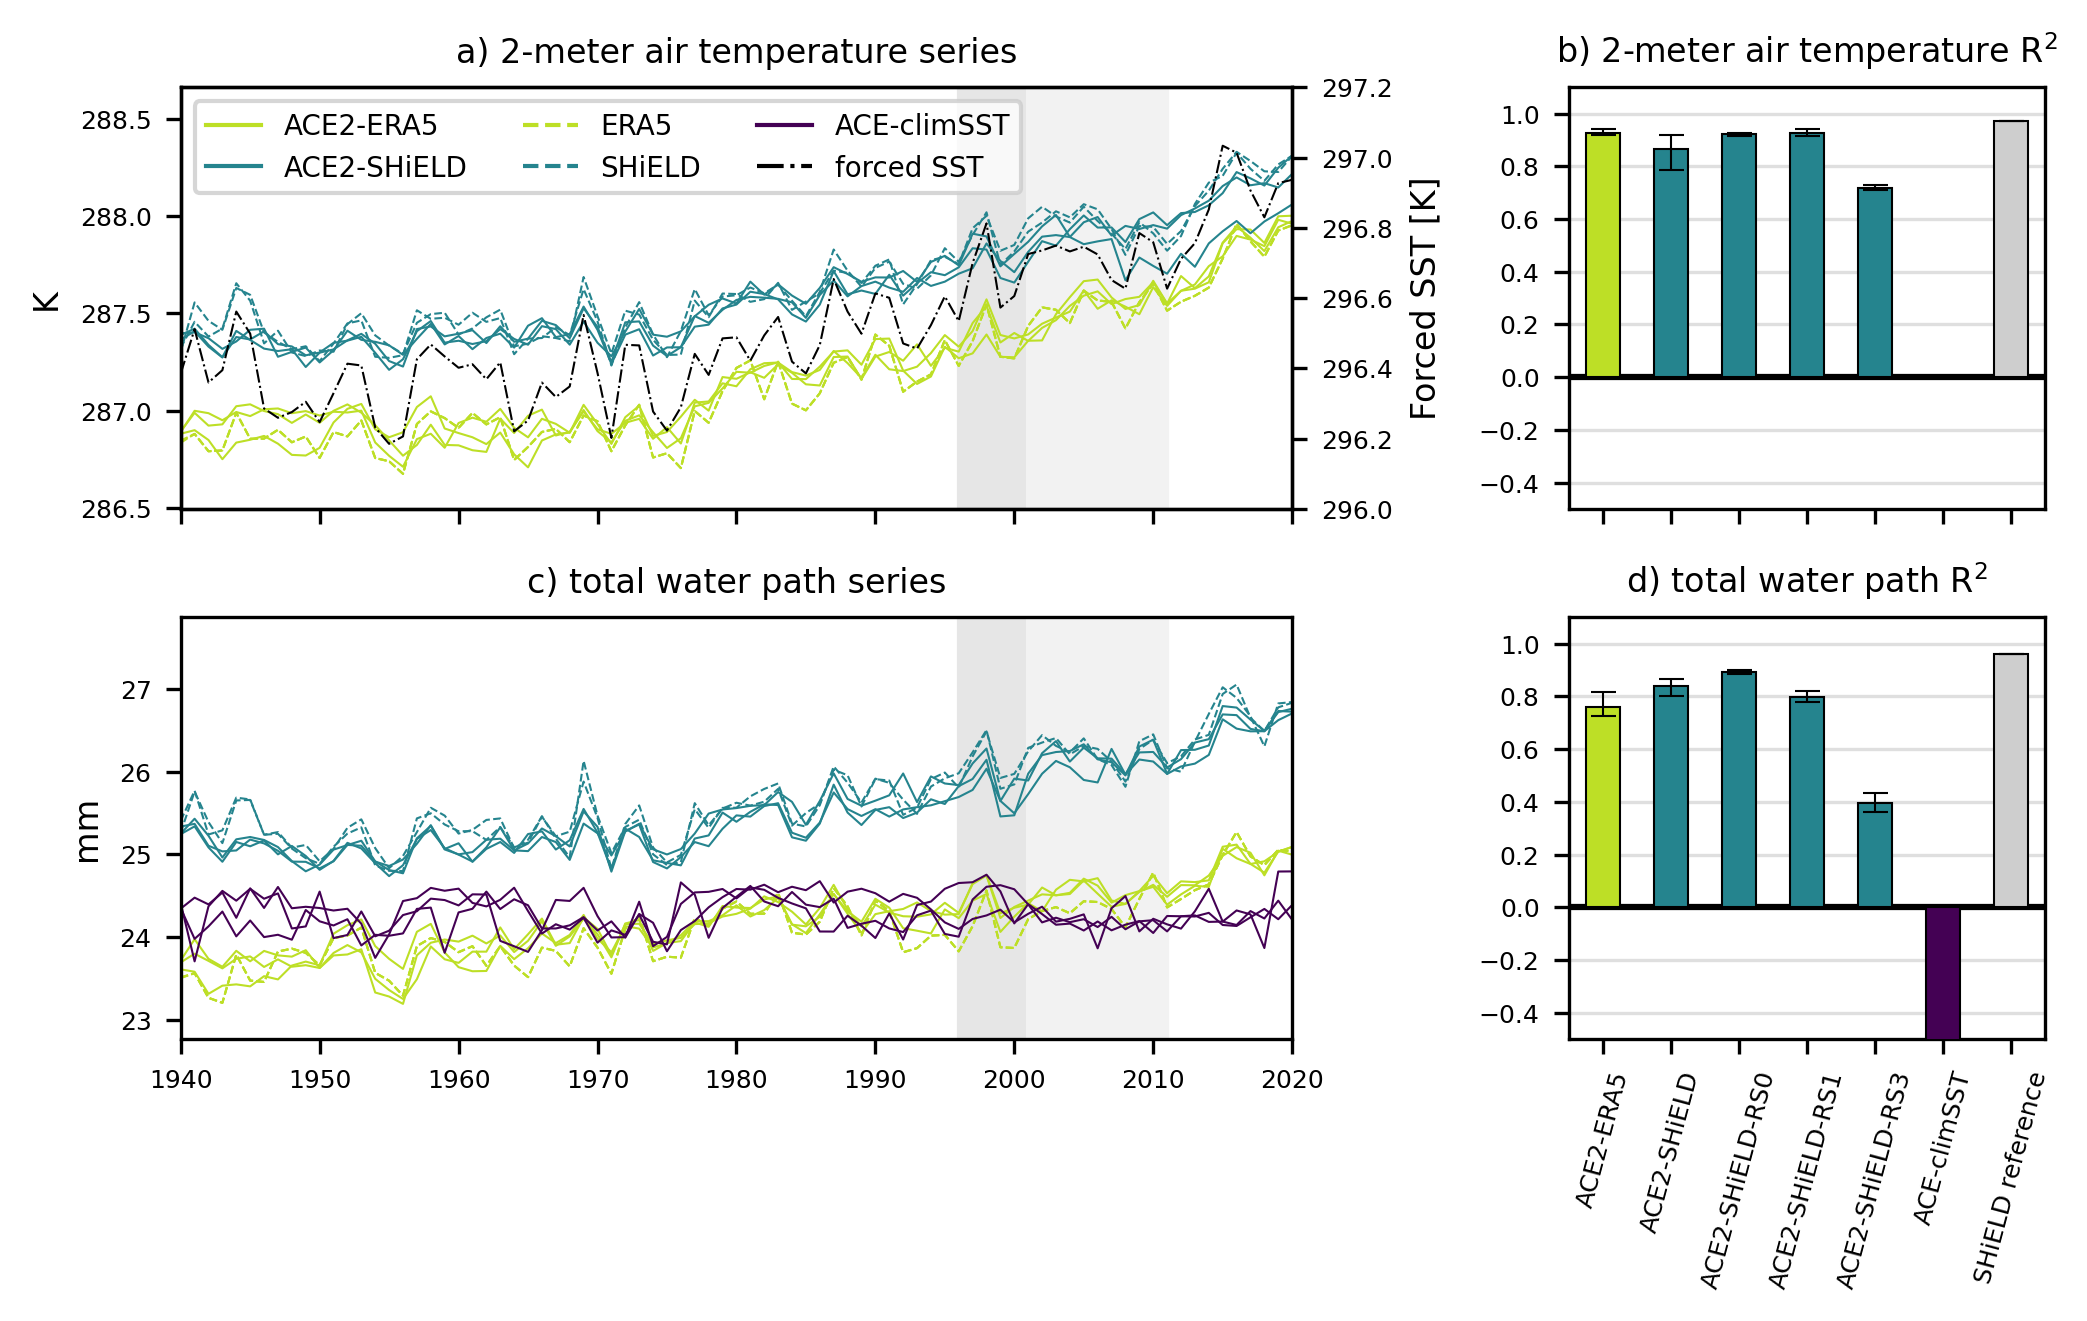 a) 2-meter air temperature series
b) 2-meter air temperature R²
288.5
288.0
287.5
287.0
286.5
K
ACE2-ERA5
ERA5
ACE-climSST
ACE2-SHiELD
SHiELD
forced SST
297.2
297.0
296.8
296.6
296.4
296.2
296.0
Forced SST [K]
1.0
0.8
0.6
0.4
0.2
0.0
−0.2
−0.4
c) total water path series
d) total water path R²
27
26
25
24
23
mm
1940
1950
1960
1970
1980
1990
2000
2010
2020
1.0
0.8
0.6
0.4
0.2
0.0
−0.2
−0.4
ACE2-ERA5
ACE2-SHiELD
ACE2-SHiELD-RS0
ACE2-SHiELD-RS1
ACE2-SHiELD-RS3
ACE-climSST
SHiELD reference